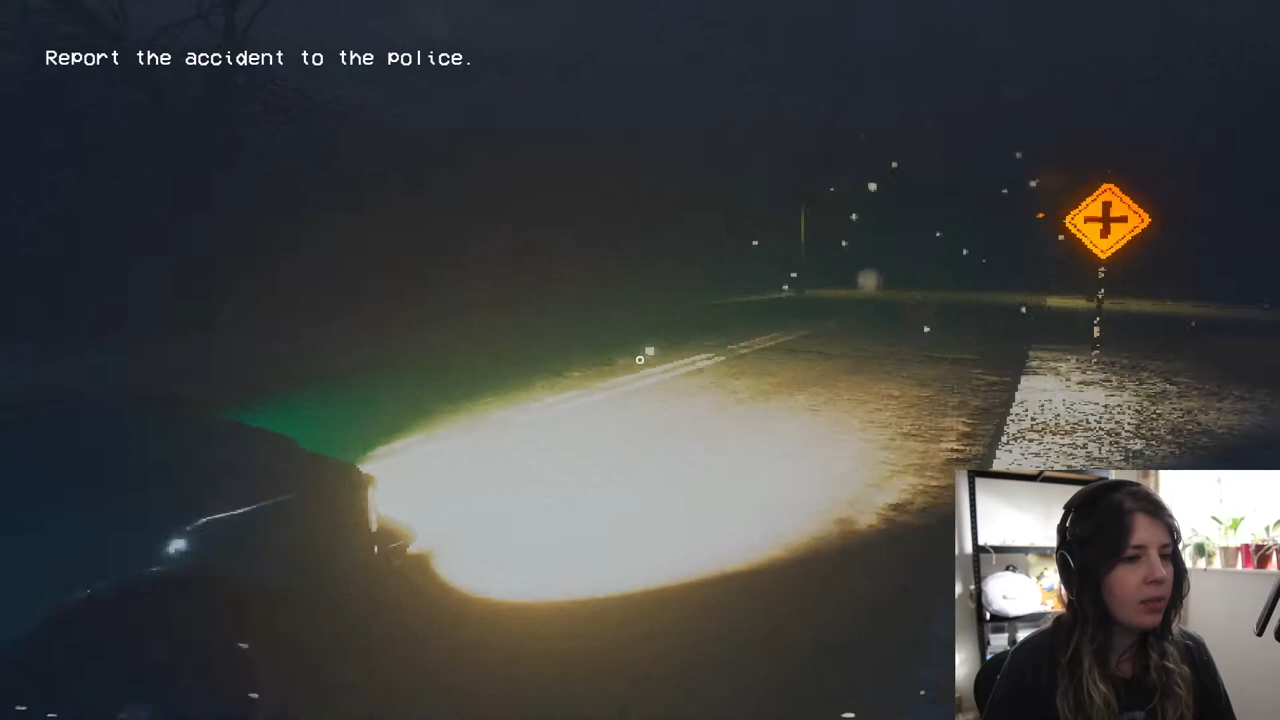 Report the accident to the police.